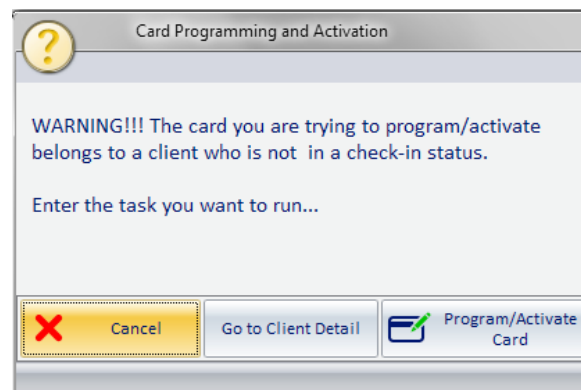 Card Programming and Activation
WARNING!!! The card you are trying to program/activate
belongs to a client who is not in a check-in status.
Enter the task you want to run...
Cancel
Go to Client Detail
Program/Activate
Card